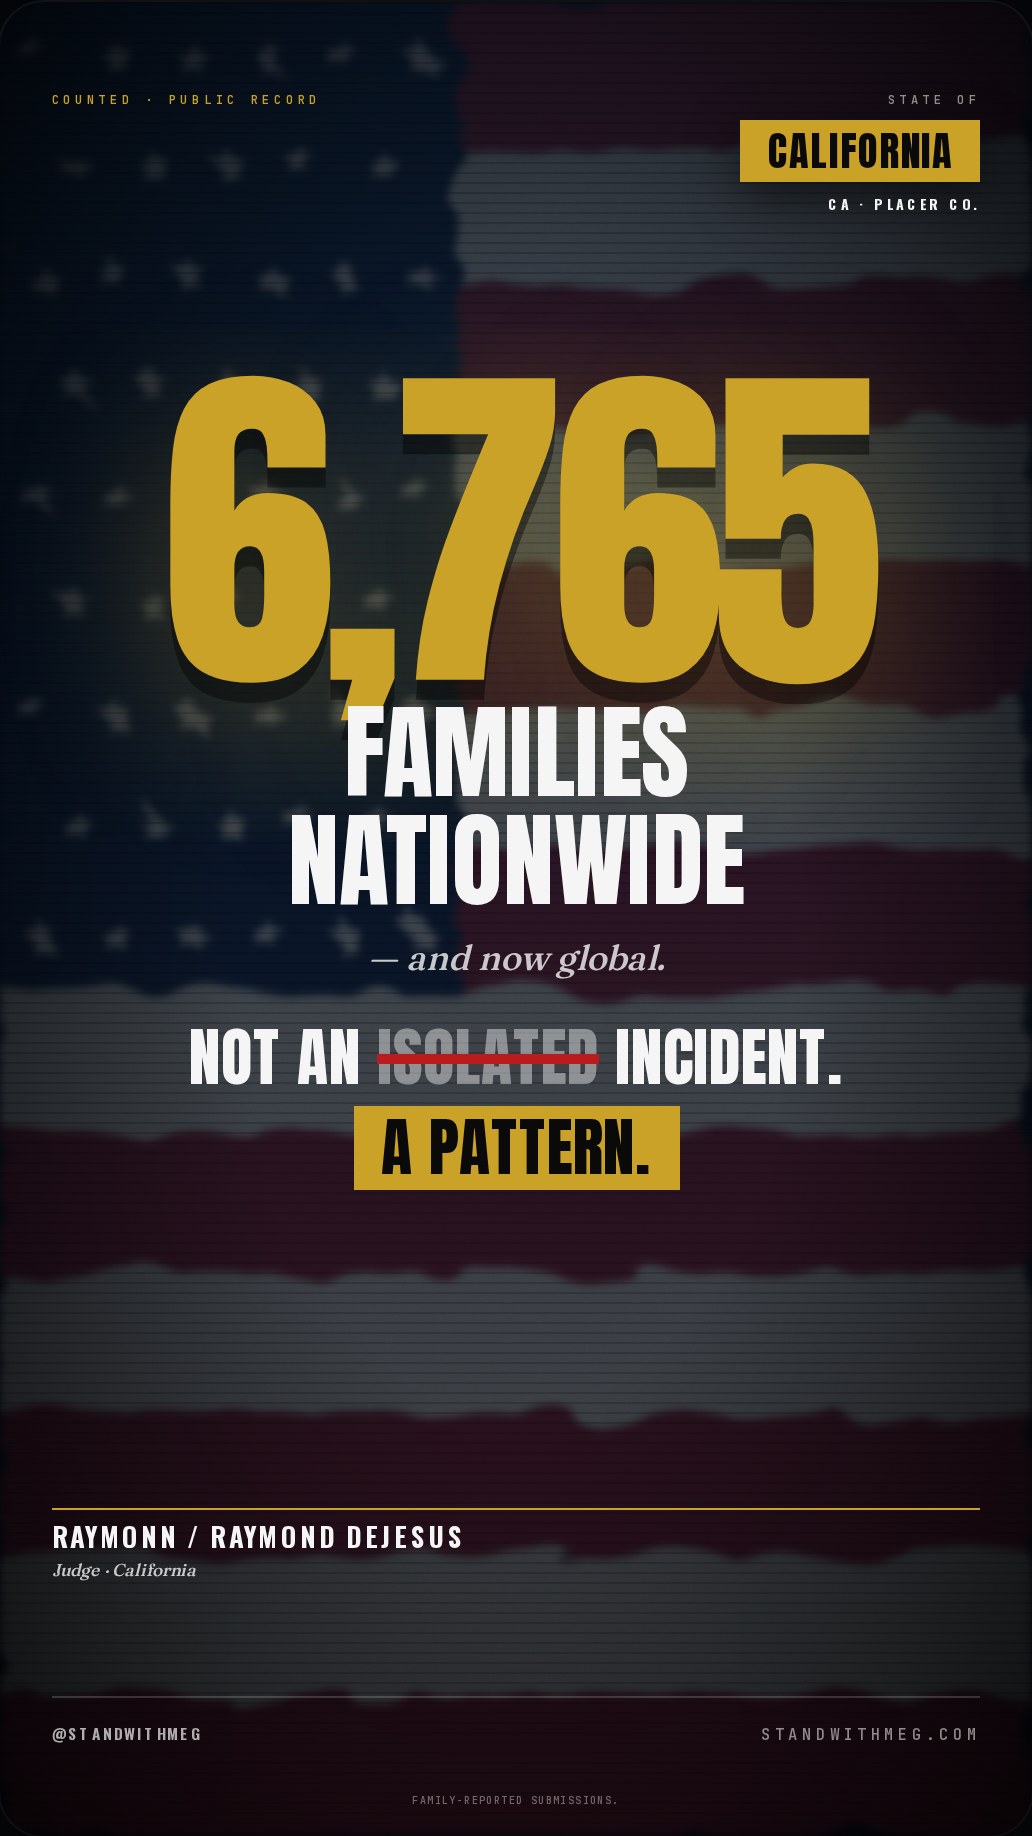 COUNTED · PUBLIC RECORD
STATE OF
CALIFORNIA
CA · PLACER CO.
6,765
FAMILIES
NATIONWIDE
— and now global.
NOT AN ISOLATED INCIDENT.
A PATTERN.
RAYMONN / RAYMOND DEJESUS
Judge · California
@STANDWITHMEG
STANDWITHMEG.COM
FAMILY-REPORTED SUBMISSIONS.